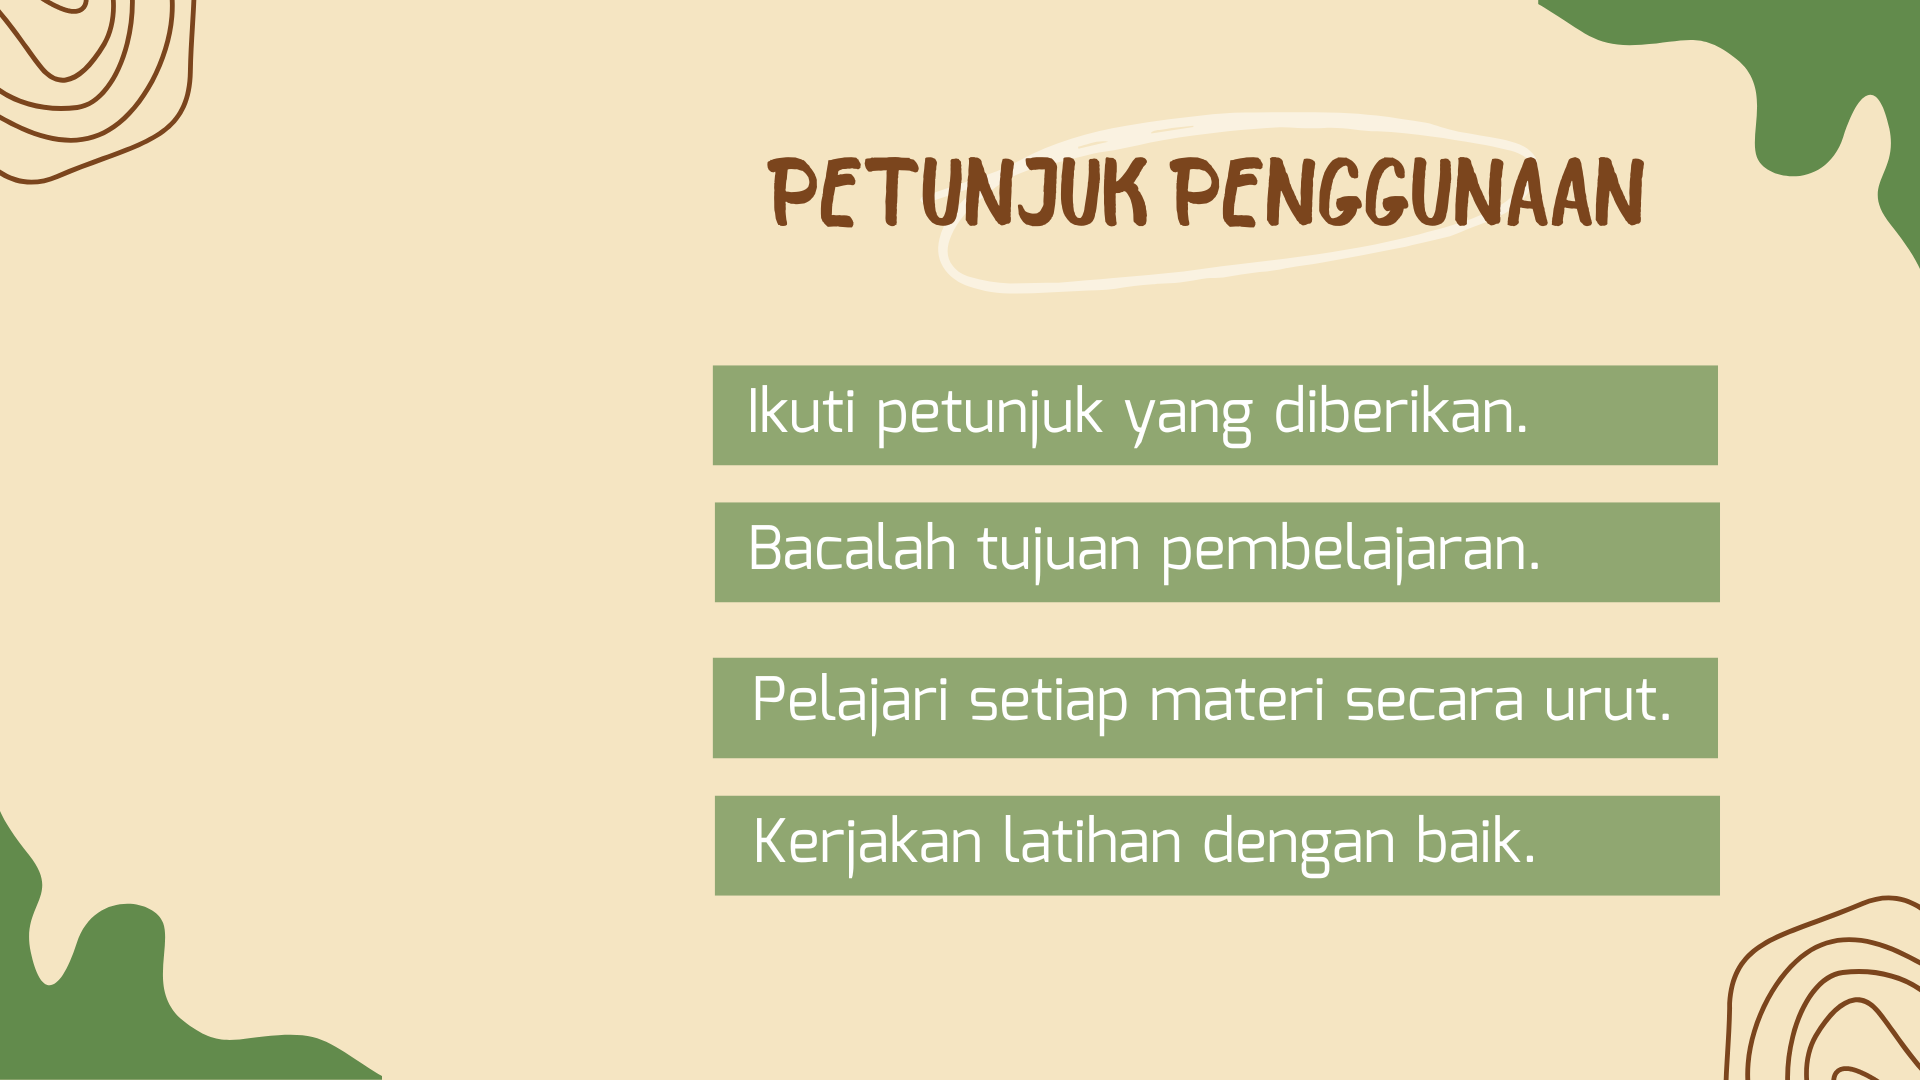 PETUNJUK PENGGUNAAN
Ikuti petunjuk yang diberikan.
Bacalah tujuan pembelajaran.
Pelajari setiap materi secara urut.
Kerjakan latihan dengan baik.